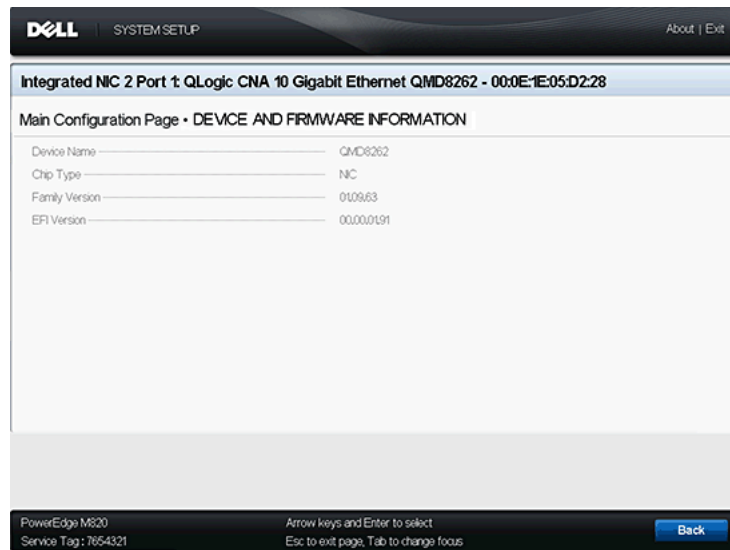 DELL SYSTEM SETUP About | Exit
Integrated NIC 2 Port 1: QLogic CNA 10 Gigabit Ethernet QMD8262 - 00:0E:1E:05:D2:28
Main Configuration Page • DEVICE AND FIRMWARE INFORMATION
Device Name QMD8262
Chip Type NIC
Family Version 01.09.63
EFI Version 00.00.01.91
PowerEdge M820 Arrow keys and Enter to select
Service Tag : 7654321 Esc to exit page, Tab to change focus
Back